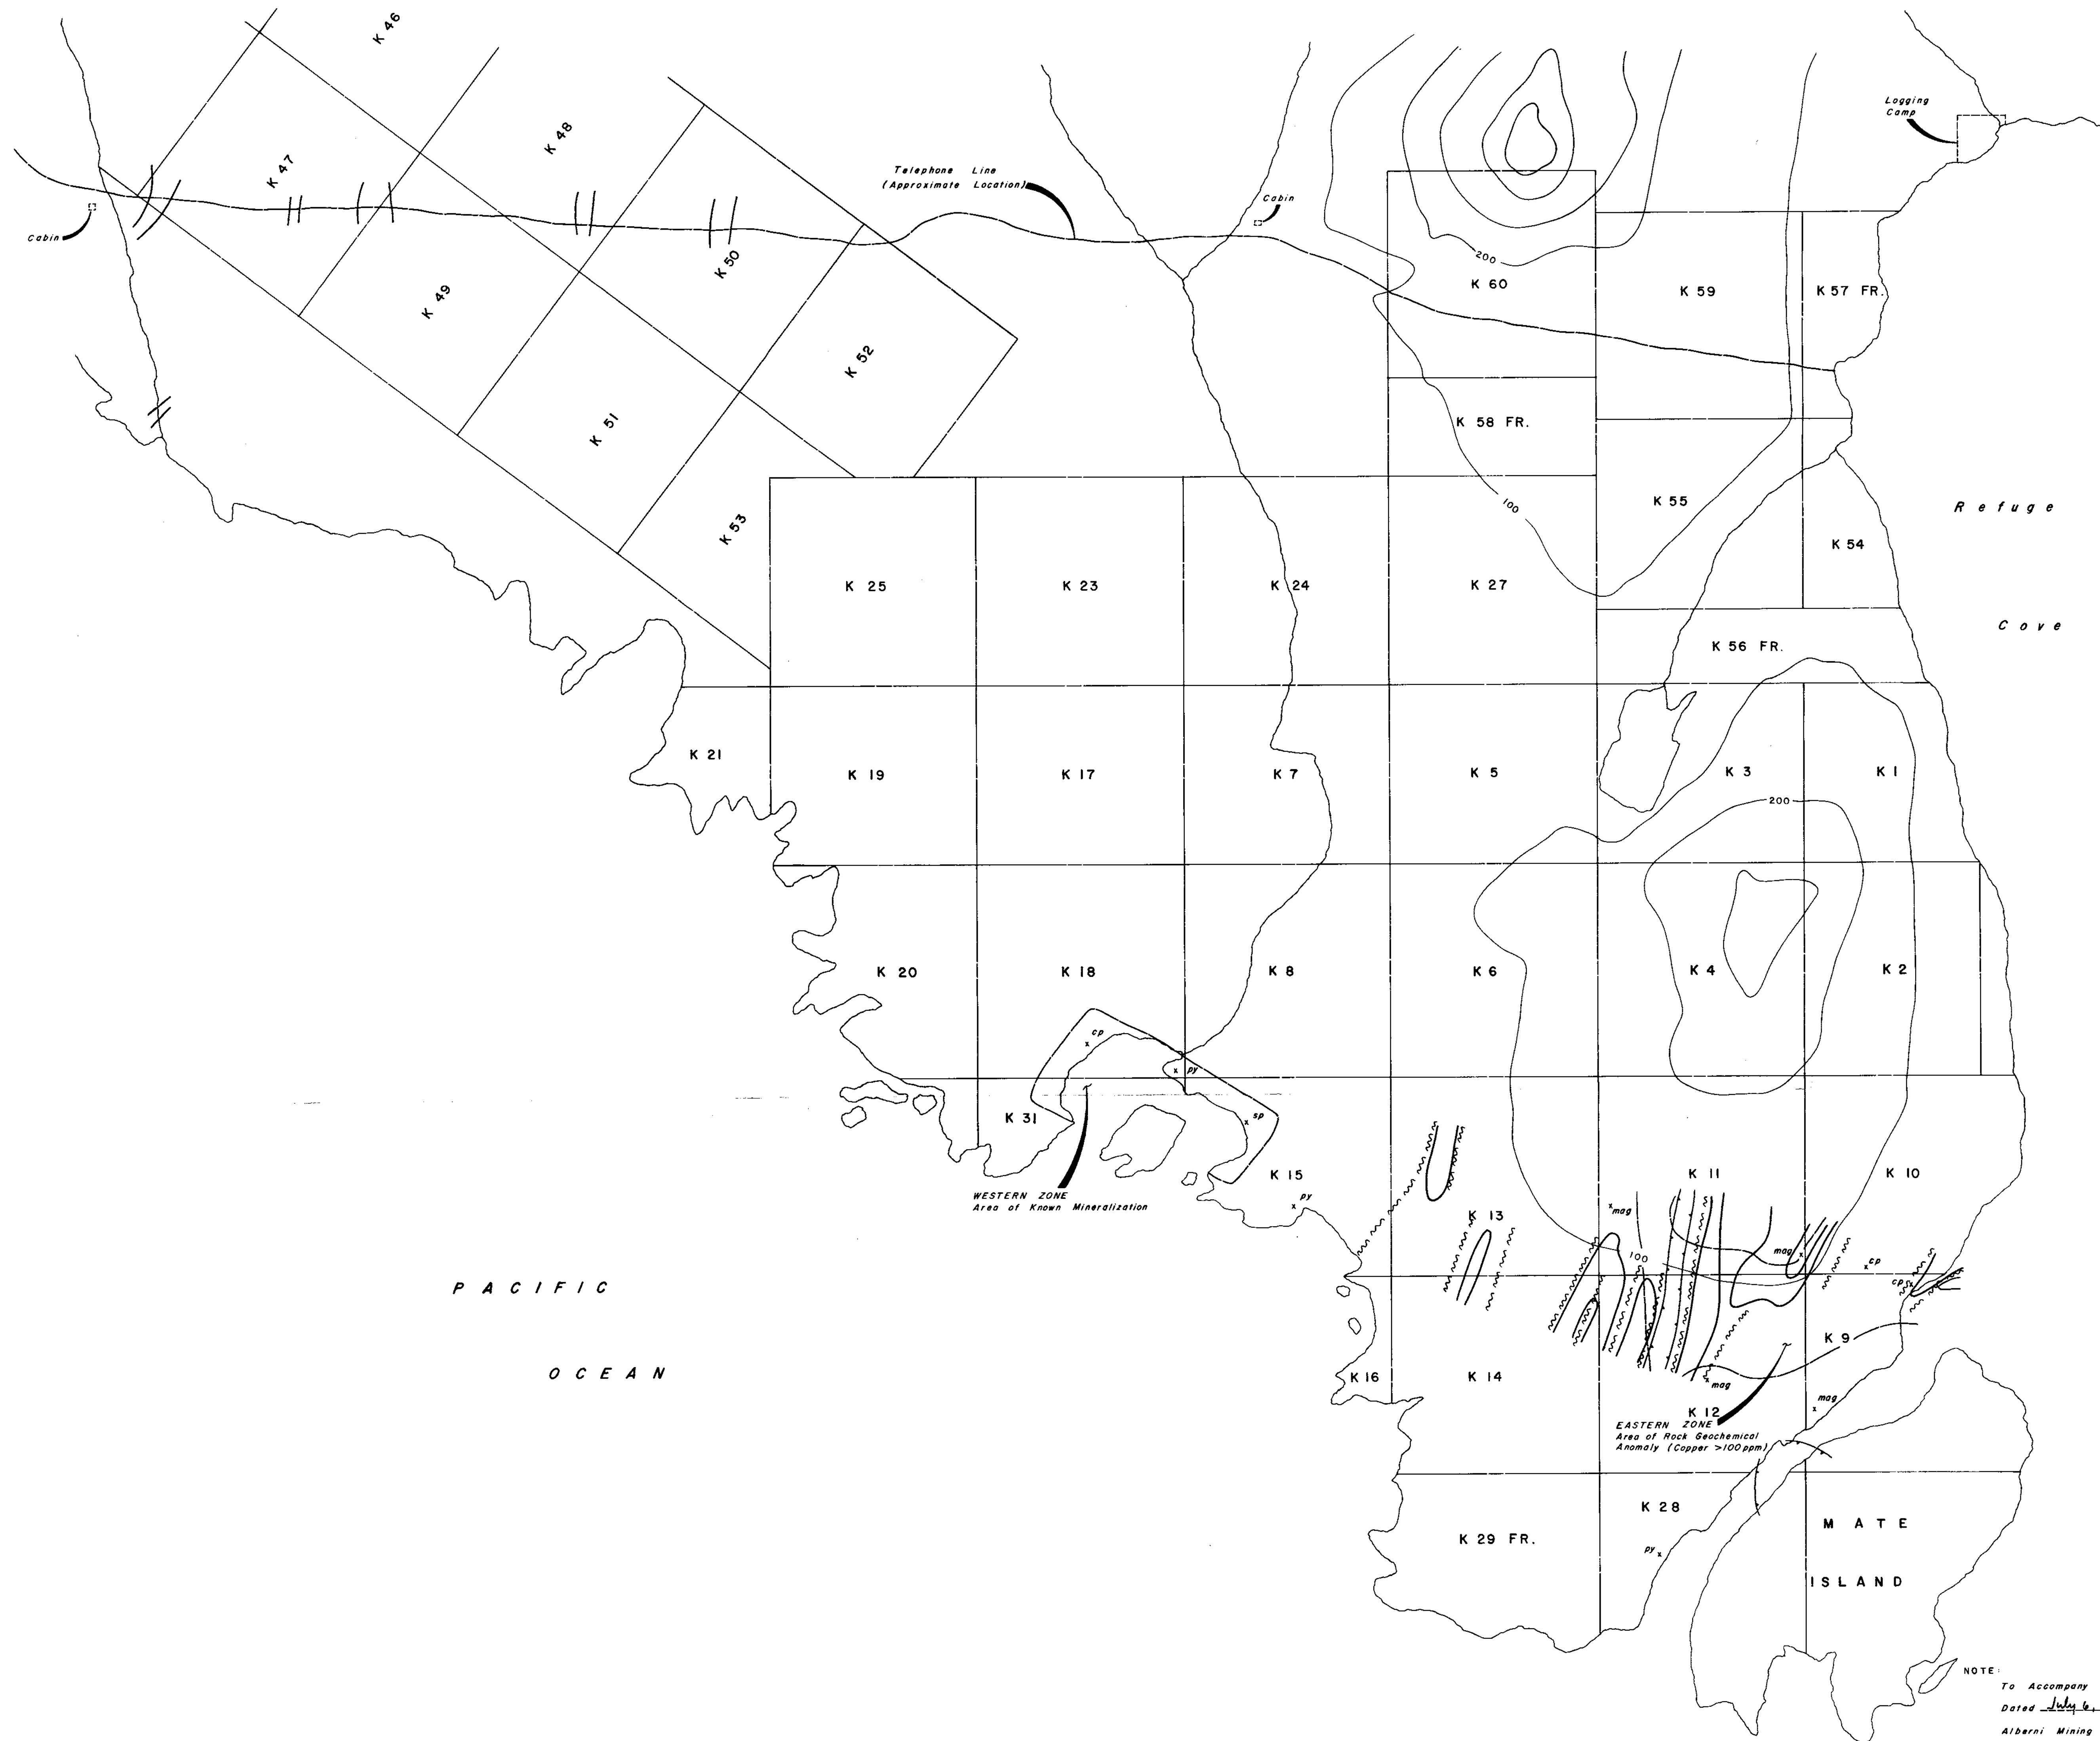 K 46
K 48
K 47
Logging
Camp
Telephone Line
(Approximate Location)
Cabin
Cabin
K 50
K 49
K 52
K 51
K 53
200
K 60
K 59
K 57 FR.
K 58 FR.
100
K 55
K 54
Refuge
Cove
K 25
K 23
K 24
K 27
K 56 FR.
K 21
K 19
K 17
K 7
K 5
K 3
K 1
200
K 20
K 18
K 8
K 6
K 4
K 2
cp
x
x py
x sp
K 31
K 15
py
x
WESTERN ZONE
Area of Known Mineralization
K 11
K 10
K 13
x mag
100
mag x
x cp
cps
PACIFIC
OCEAN
K 9
K 16
K 14
x mag
mag
x
K 12
EASTERN ZONE
Area of Rock Geochemical
Anomaly (Copper >100 ppm)
K 28
K 29 FR.
py x
MATE
ISLAND
NOTE:
To Accompany
Dated July 6,
Alberni Mining